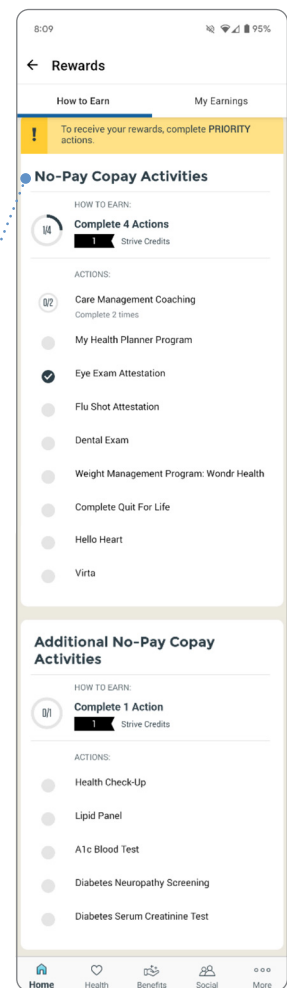 8:09
95%
Rewards
How to Earn
My Earnings
! To receive your rewards, complete PRIORITY
actions.
No-Pay Copay Activities
HOW TO EARN:
1/4
Complete 4 Actions
1 Strive Credits
ACTIONS:
0/2
Care Management Coaching
Complete 2 times
My Health Planner Program
Eye Exam Attestation
Flu Shot Attestation
Dental Exam
Weight Management Program: Wondr Health
Complete Quit For Life
Hello Heart
Virta
Additional No-Pay Copay
Activities
HOW TO EARN:
0/1
Complete 1 Action
1 Strive Credits
ACTIONS:
Health Check-Up
Lipid Panel
A1c Blood Test
Diabetes Neuropathy Screening
Diabetes Serum Creatinine Test
Home
Health
Benefits
Social
More